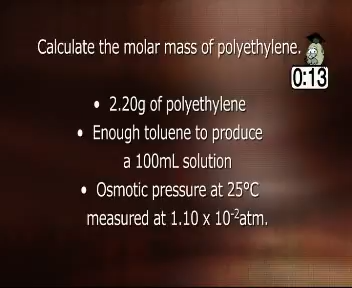 Calculate the molar mass of polyethylene.
0:13
• 2.20g of polyethylene
• Enough toluene to produce
a 100mL solution
• Osmotic pressure at 25ºC
measured at 1.10 x 10⁻²atm.